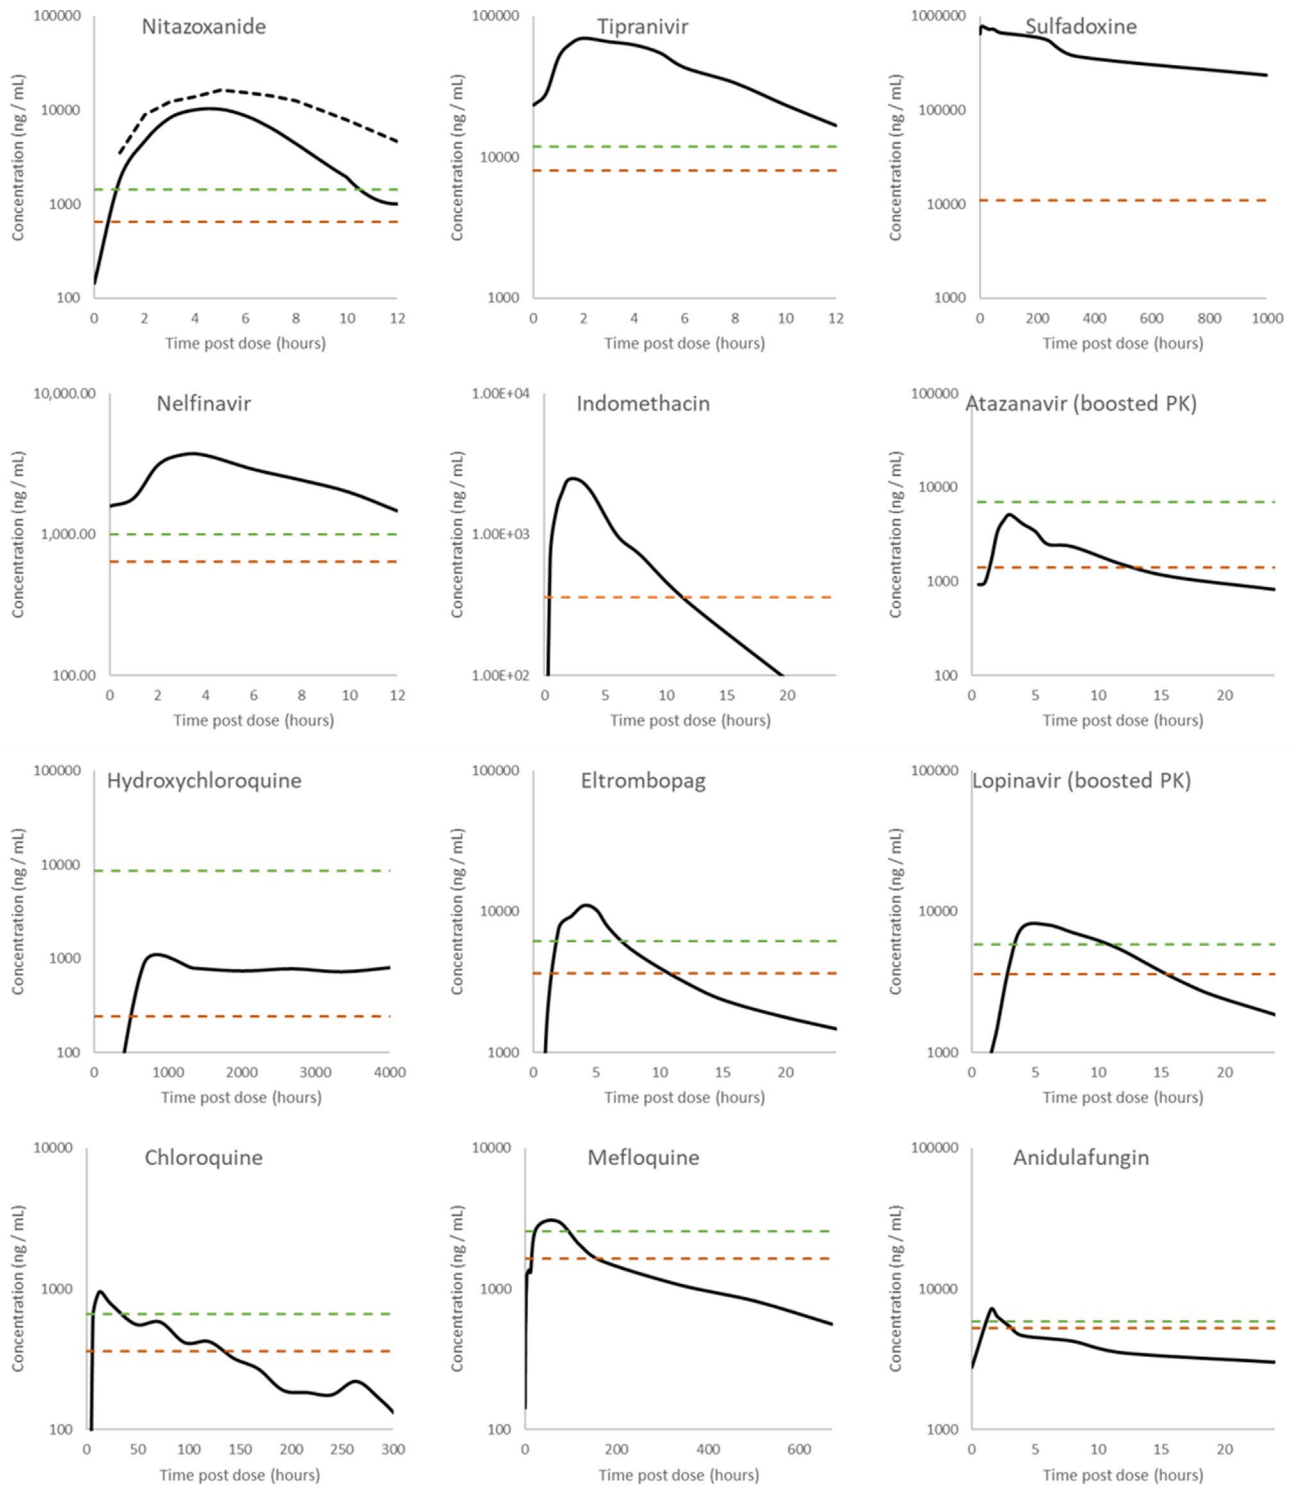 Nitazoxanide
Concentration (ng / mL)
100000
10000
1000
100
0 2 4 6 8 10 12
Time post dose (hours)
Tipranivir
Concentration (ng / mL)
100000
10000
1000
0 2 4 6 8 10 12
Time post dose (hours)
Sulfadoxine
Concentration (ng / mL)
1000000
100000
10000
1000
0 200 400 600 800 1000
Time post dose (hours)
Nelfinavir
Concentration (ng / mL)
10,000.00
1,000.00
100.00
0 2 4 6 8 10 12
Time post dose (hours)
Indomethacin
Concentration (ng / mL)
1.00E+04
1.00E+03
1.00E+02
0 5 10 15 20
Time post dose (hours)
Atazanavir (boosted PK)
Concentration (ng / mL)
100000
10000
1000
100
0 5 10 15 20
Time post dose (hours)
Hydroxychloroquine
Concentration (ng / mL)
100000
10000
1000
100
0 1000 2000 3000 4000
Time post dose (hours)
Eltrombopag
Concentration (ng / mL)
100000
10000
1000
0 5 10 15 20
Time post dose (hours)
Lopinavir (boosted PK)
Concentration (ng / mL)
100000
10000
1000
0 5 10 15 20
Time post dose (hours)
Chloroquine
Concentration (ng / mL)
10000
1000
100
0 50 100 150 200 250 300
Time post dose (hours)
Mefloquine
Concentration (ng / mL)
10000
1000
100
0 200 400 600
Time post dose (hours)
Anidulafungin
Concentration (ng / mL)
100000
10000
1000
0 5 10 15 20
Time post dose (hours)